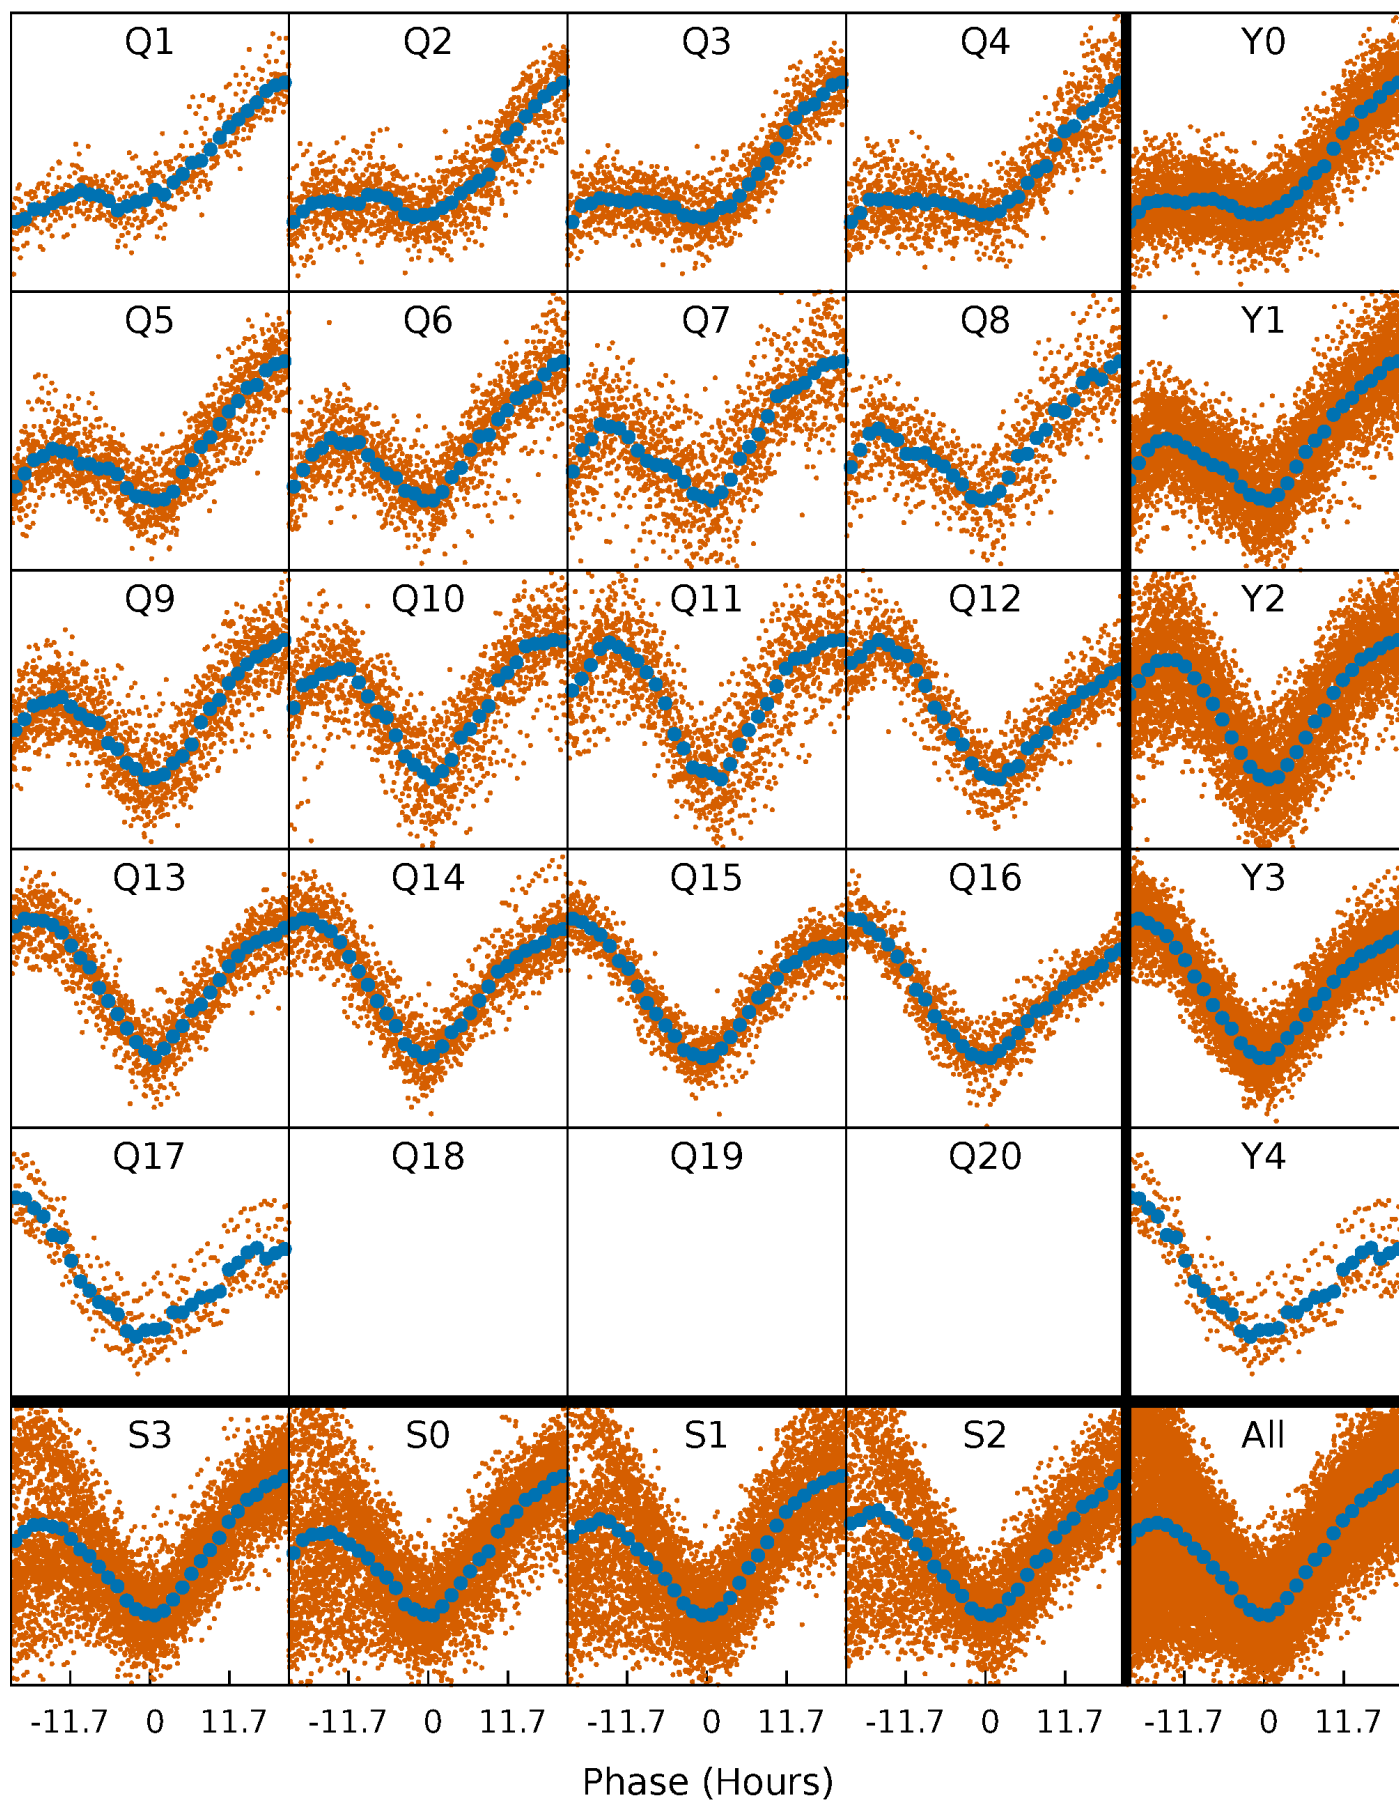 Q1 Q2 Q3 Q4 Y0
Q5 Q6 Q7 Q8 Y1
Q9 Q10 Q11 Q12 Y2
Q13 Q14 Q15 Q16 Y3
Q17 Q18 Q19 Q20 Y4
S3 S0 S1 S2 All
-11.7 0 11.7 -11.7 0 11.7 -11.7 0 11.7 -11.7 0 11.7 -11.7 0 11.7
Phase (Hours)